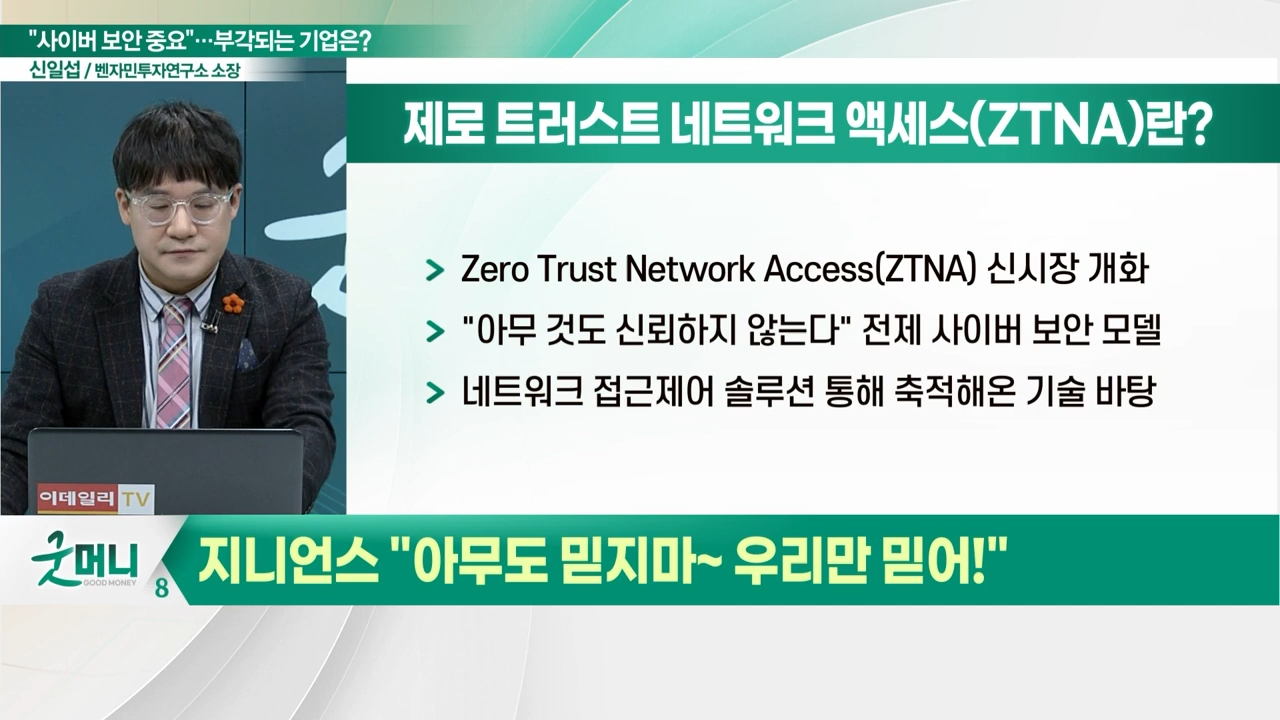 "사이버 보안 중요"…부각되는 기업은?
신일섭 / 벤자민투자연구소 소장
제로 트러스트 네트워크 액세스(ZTNA)란?
> Zero Trust Network Access(ZTNA) 신시장 개화
> "아무 것도 신뢰하지 않는다" 전제 사이버 보안 모델
> 네트워크 접근제어 솔루션 통해 축적해온 기술 바탕
이데일리 TV
굿머니
GOOD MONEY
8
지니언스 "아무도 믿지마~ 우리만 믿어!"